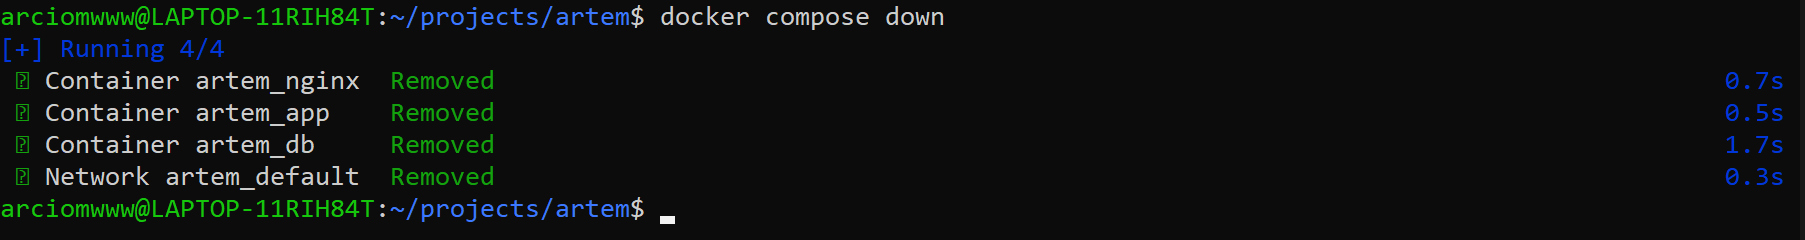 arciomwww@LAPTOP-11RIH84T:~/projects/artem$ docker compose down
[+] Running 4/4
Container artem_nginx Removed 0.7s
Container artem_app Removed 0.5s
Container artem_db Removed 1.7s
Network artem_default Removed 0.3s
arciomwww@LAPTOP-11RIH84T:~/projects/artem$